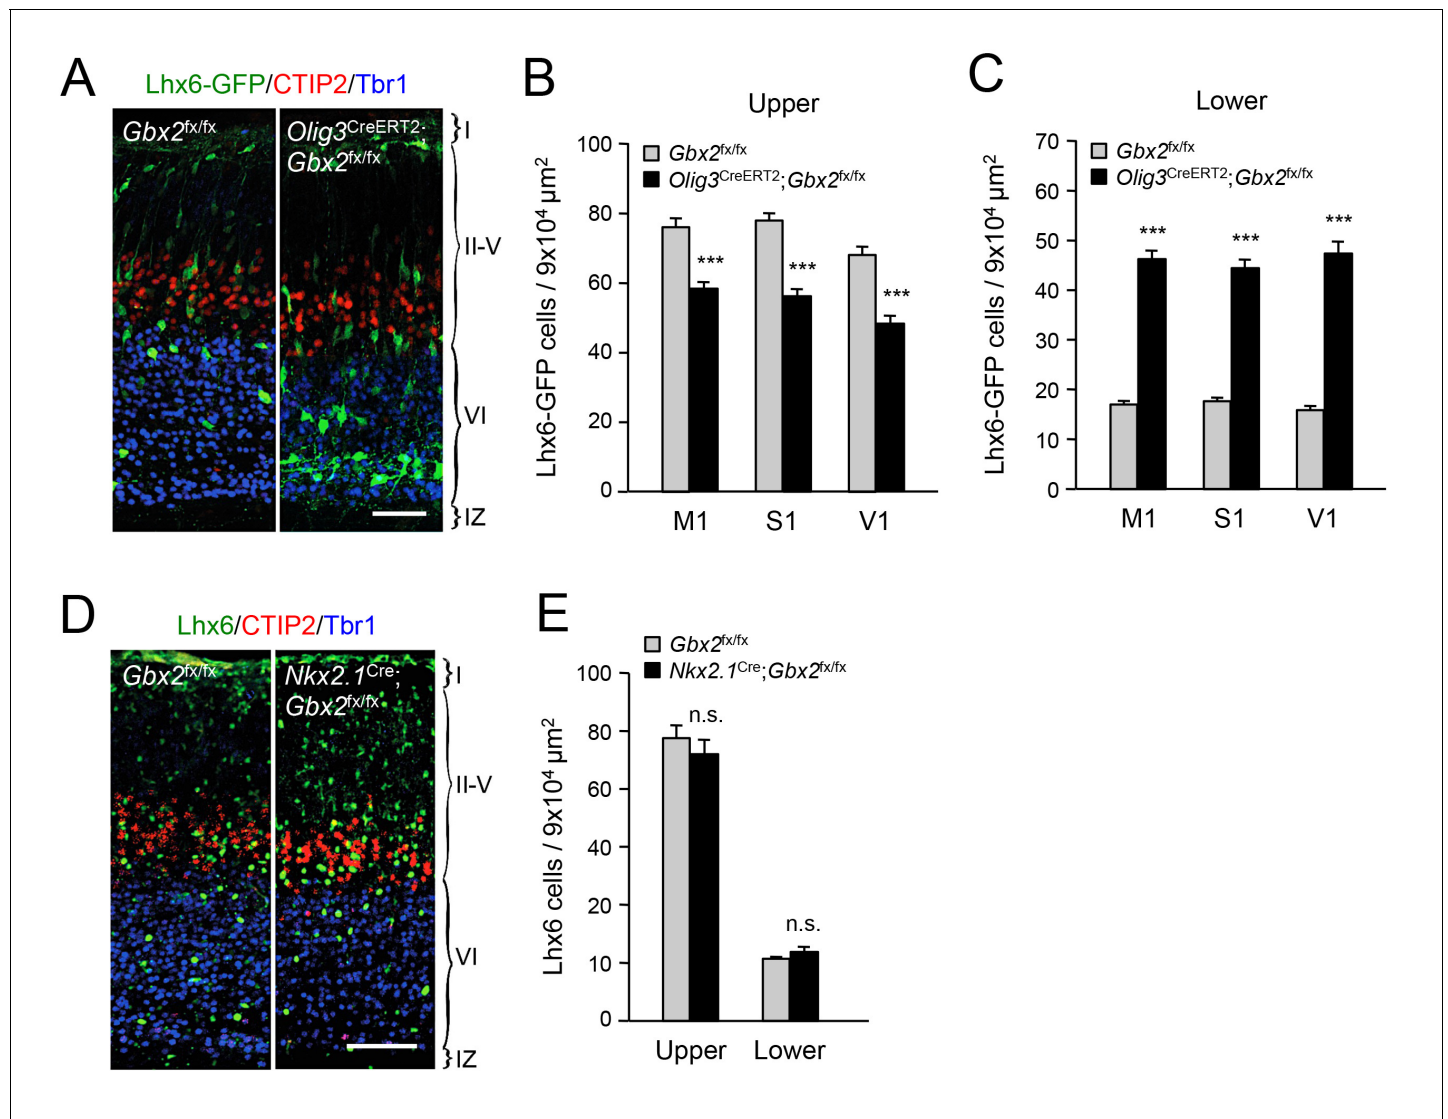 A
Lhx6-GFP/CTIP2/Tbr1
Gbx2fx/fx
Olig3CreERT2;
Gbx2fx/fx
I
II-V
VI
IZ
B
Upper
Gbx2fx/fx
Olig3CreERT2;Gbx2fx/fx
Lhx6-GFP cells / 9x10⁴ µm²
100
80
60
40
20
0
***
***
***
M1 S1 V1
C
Lower
Gbx2fx/fx
Olig3CreERT2;Gbx2fx/fx
Lhx6-GFP cells / 9x10⁴ µm²
70
60
50
40
30
20
10
0
***
***
***
M1 S1 V1
D
Lhx6/CTIP2/Tbr1
Gbx2fx/fx
Nkx2.1Cre;
Gbx2fx/fx
I
II-V
VI
IZ
E
Gbx2fx/fx
Nkx2.1Cre;Gbx2fx/fx
Lhx6 cells / 9x10⁴ µm²
100
80
60
40
20
10
0
n.s.
n.s.
Upper Lower